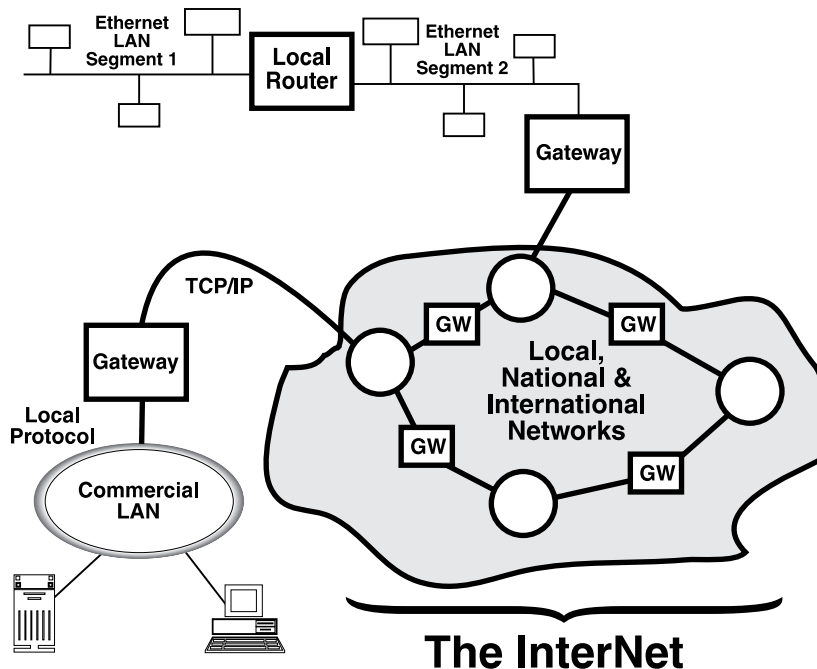 Ethernet
LAN
Segment 1
Local
Router
Ethernet
LAN
Segment 2
Gateway
TCP/IP
GW
GW
Gateway
Local,
National &
International
Networks
Local
Protocol
GW
GW
Commercial
LAN
The InterNet